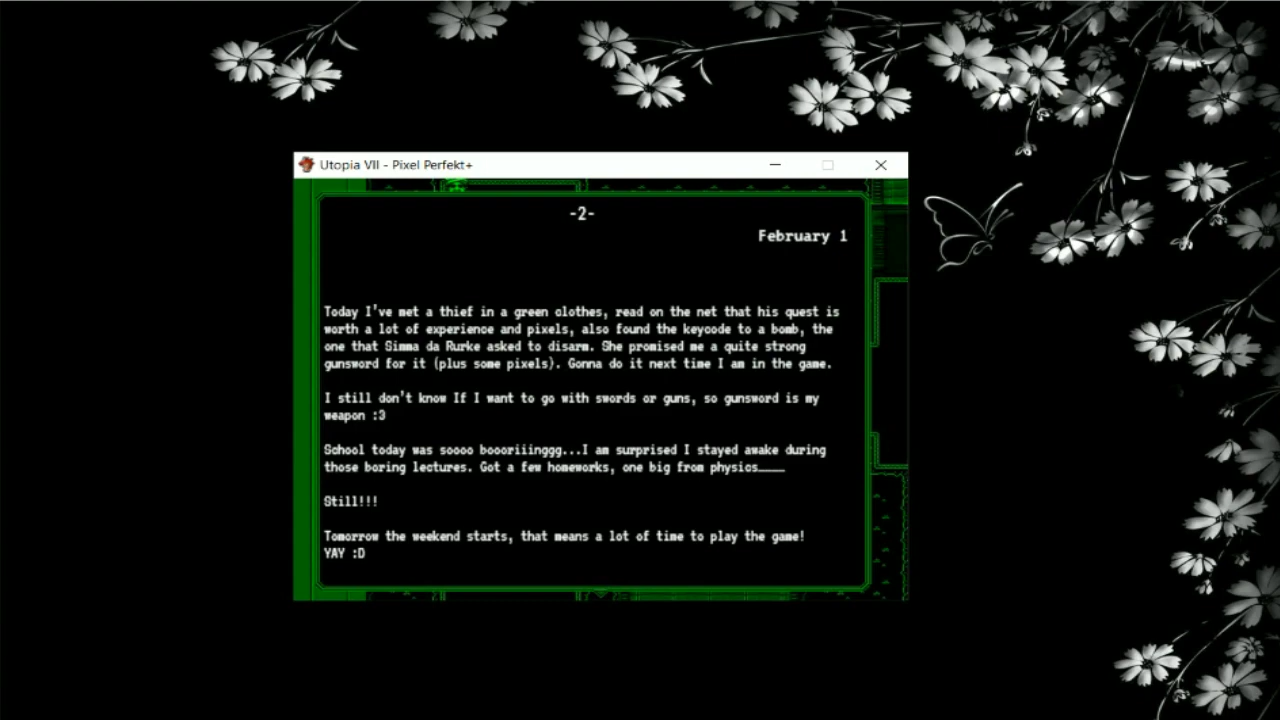 Utopia VII - Pixel Perfekt+
-2-
February 1
Today I've met a thief in a green clothes, read on the net that his quest is
worth a lot of experience and pixels, also found the keycode to a bomb, the
one that Simma da Rurke asked to disarm. She promised me a quite strong
gunsword for it (plus some pixels). Gonna do it next time I am in the game.
I still don't know If I want to go with swords or guns, so gunsword is my
weapon :3
School today was soooo boooriiinggg...I am surprised I stayed awake during
those boring lectures. Got a few homeworks, one big from physics____
Still!!!
Tomorrow the weekend starts, that means a lot of time to play the game!
YAY :D